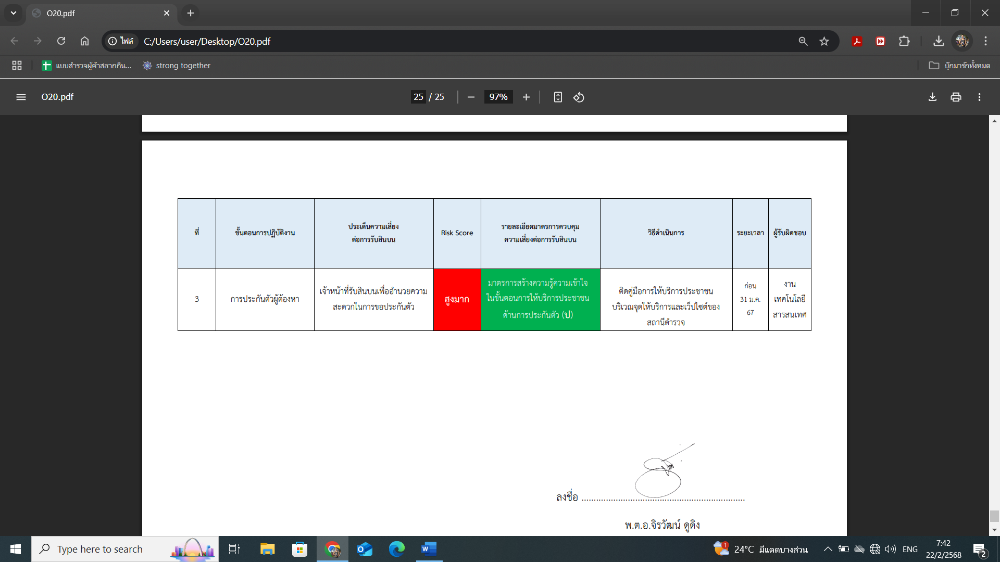 O20.pdf
ไฟล์
C:/Users/user/Desktop/O20.pdf
แบบสำรวจผู้ค้าสลากกิน...
strong together
บุ๊กมาร์กทั้งหมด
O20.pdf
25 / 25
97%
ที่
ขั้นตอนการปฏิบัติงาน
ประเด็นความเสี่ยง
ต่อการรับสินบน
Risk Score
รายละเอียดมาตรการควบคุม
ความเสี่ยงต่อการรับสินบน
วิธีดำเนินการ
ระยะเวลา
ผู้รับผิดชอบ
3
การประกันตัวผู้ต้องหา
เจ้าหน้าที่รับสินบนเพื่ออำนวยความ
สะดวกในการขอประกันตัว
สูงมาก
มาตรการสร้างความรู้ความเข้าใจ
ในขั้นตอนการให้บริการประชาชน
ด้านการประกันตัว (ป)
ติดคู่มือการให้บริการประชาชน
บริเวณจุดให้บริการและเว็ปไซต์ของ
สถานีตำรวจ
ก่อน
31 ม.ค.
67
งาน
เทคโนโลยี
สารสนเทศ
ลงชื่อ ...................................................................
พ.ต.อ.จิรวัฒน์ ดูดิง
Type here to search
1
24°C มีแดดบางส่วน
ENG
7:42
22/2/2568
2